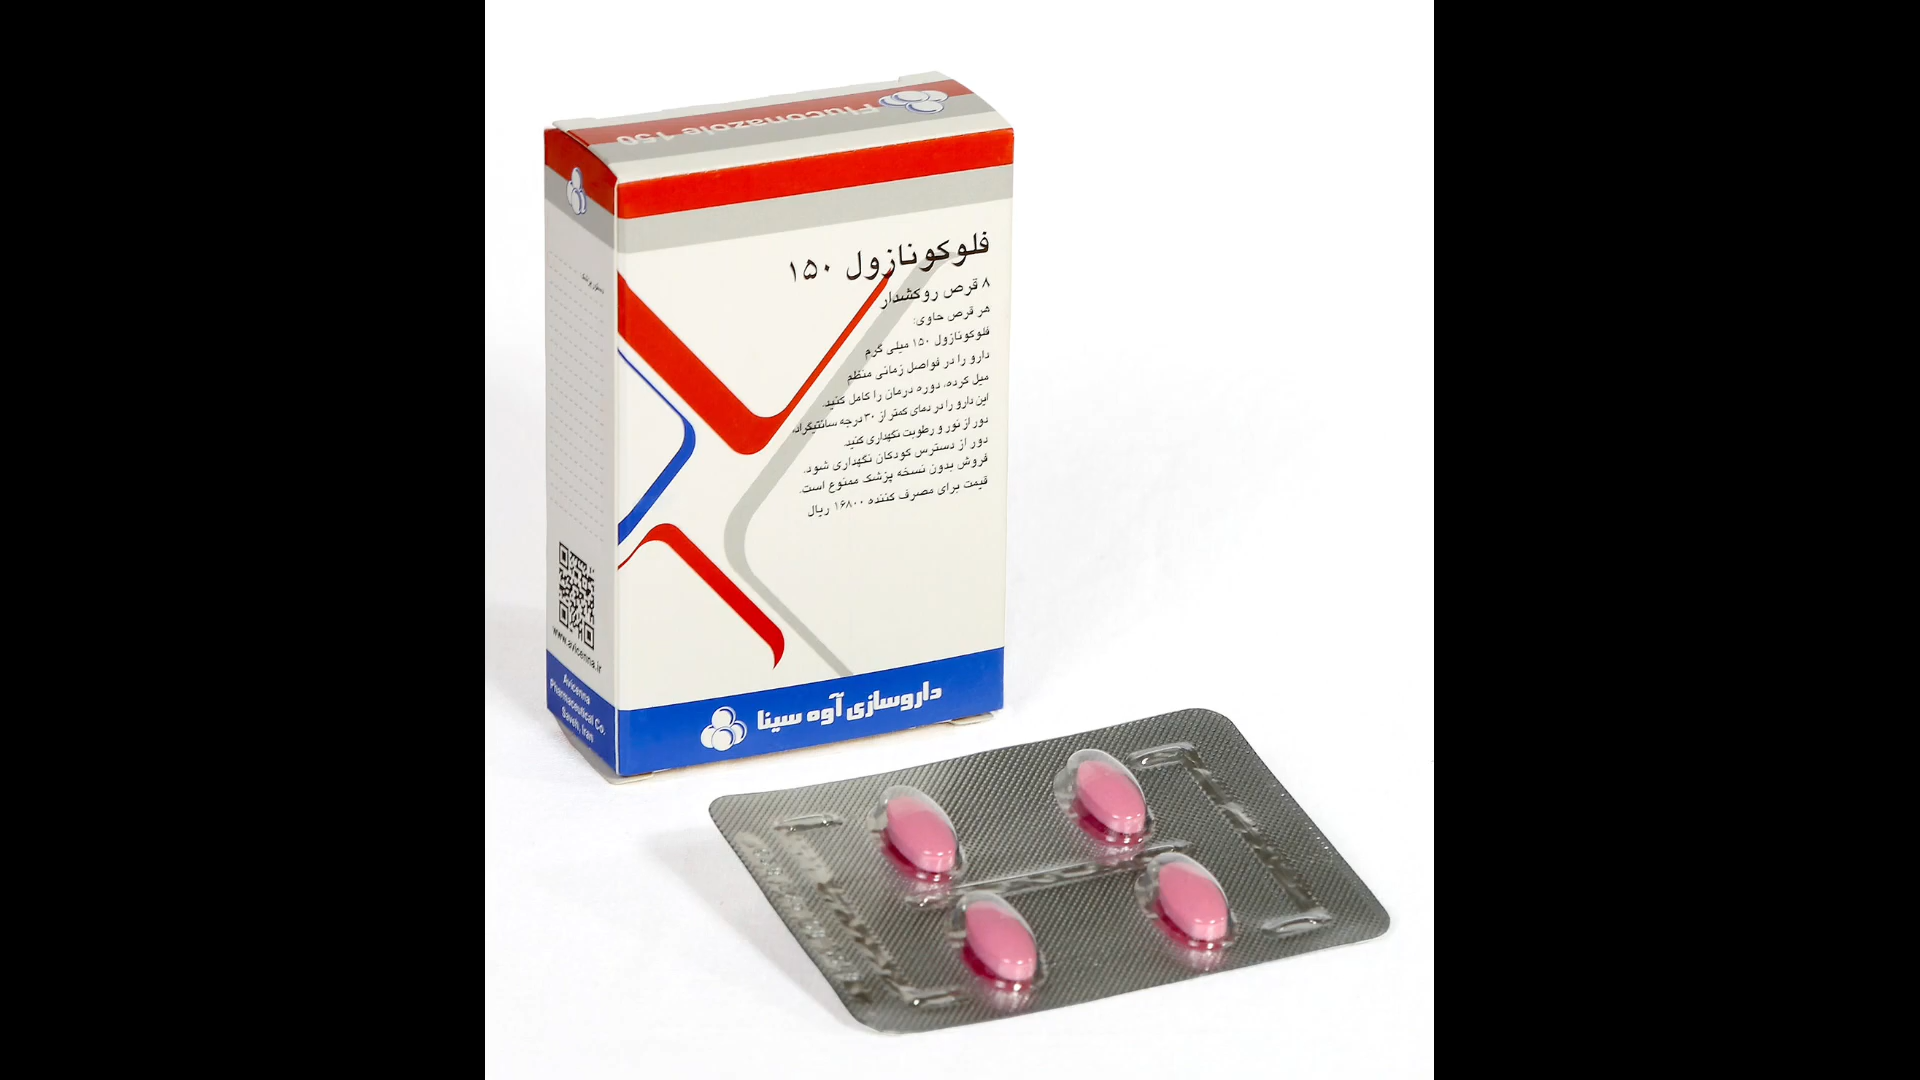 Fluconazole 150
فلوکونازول ۱۵۰
۸ قرص روکشدار
هر قرص حاوی:
فلوکونازول ۱۵۰ میلی گرم
دارو را در فواصل زمانی منظم
میل کرده، دوره درمان را کامل کنید.
این دارو را در دمای کمتر از ۳۰ درجه سانتیگراد،
دور از نور و رطوبت نگهداری کنید.
دور از دسترس کودکان نگهداری شود.
فروش بدون نسخه پزشک ممنوع است.
قیمت برای مصرف کننده ۱۶۸۰۰ ریال
داروسازی آوه سینا
www.avicenna.ir
Avicenna
Pharmaceutical Co.
Saveh, Iran